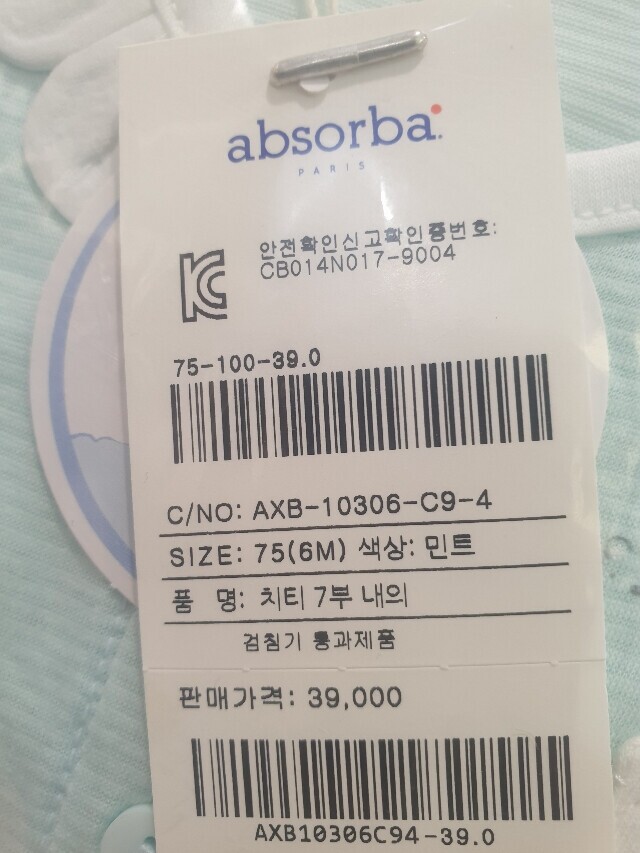 absorba.
PARIS
안전확인신고확인증번호:
CB014N017-9004
75-100-39.0
C/NO: AXB-10306-C9-4
SIZE: 75(6M) 색상: 민트
품 명: 치티 7부 내의
검침기 통과제품
판매가격: 39,000
AXB10306C94-39.0